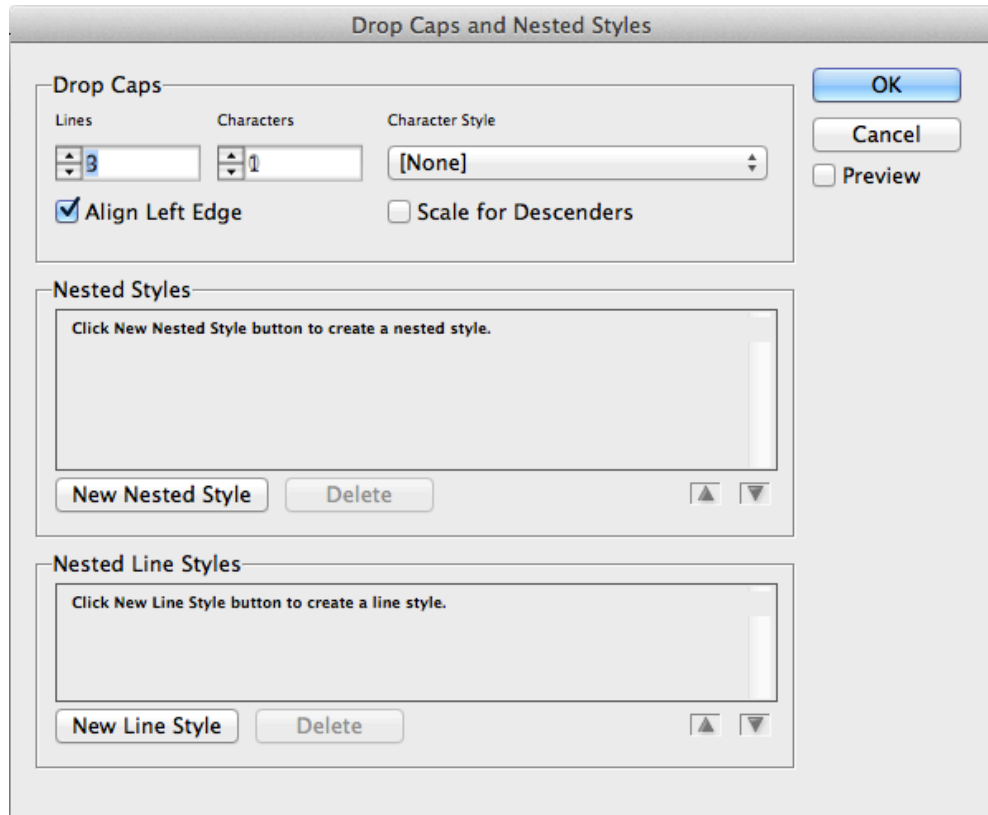 Drop Caps and Nested Styles
Drop Caps
Lines Characters Character Style
3 1 [None]
Align Left Edge Scale for Descenders
OK
Cancel
Preview
Nested Styles
Click New Nested Style button to create a nested style.
New Nested Style Delete
Nested Line Styles
Click New Line Style button to create a line style.
New Line Style Delete